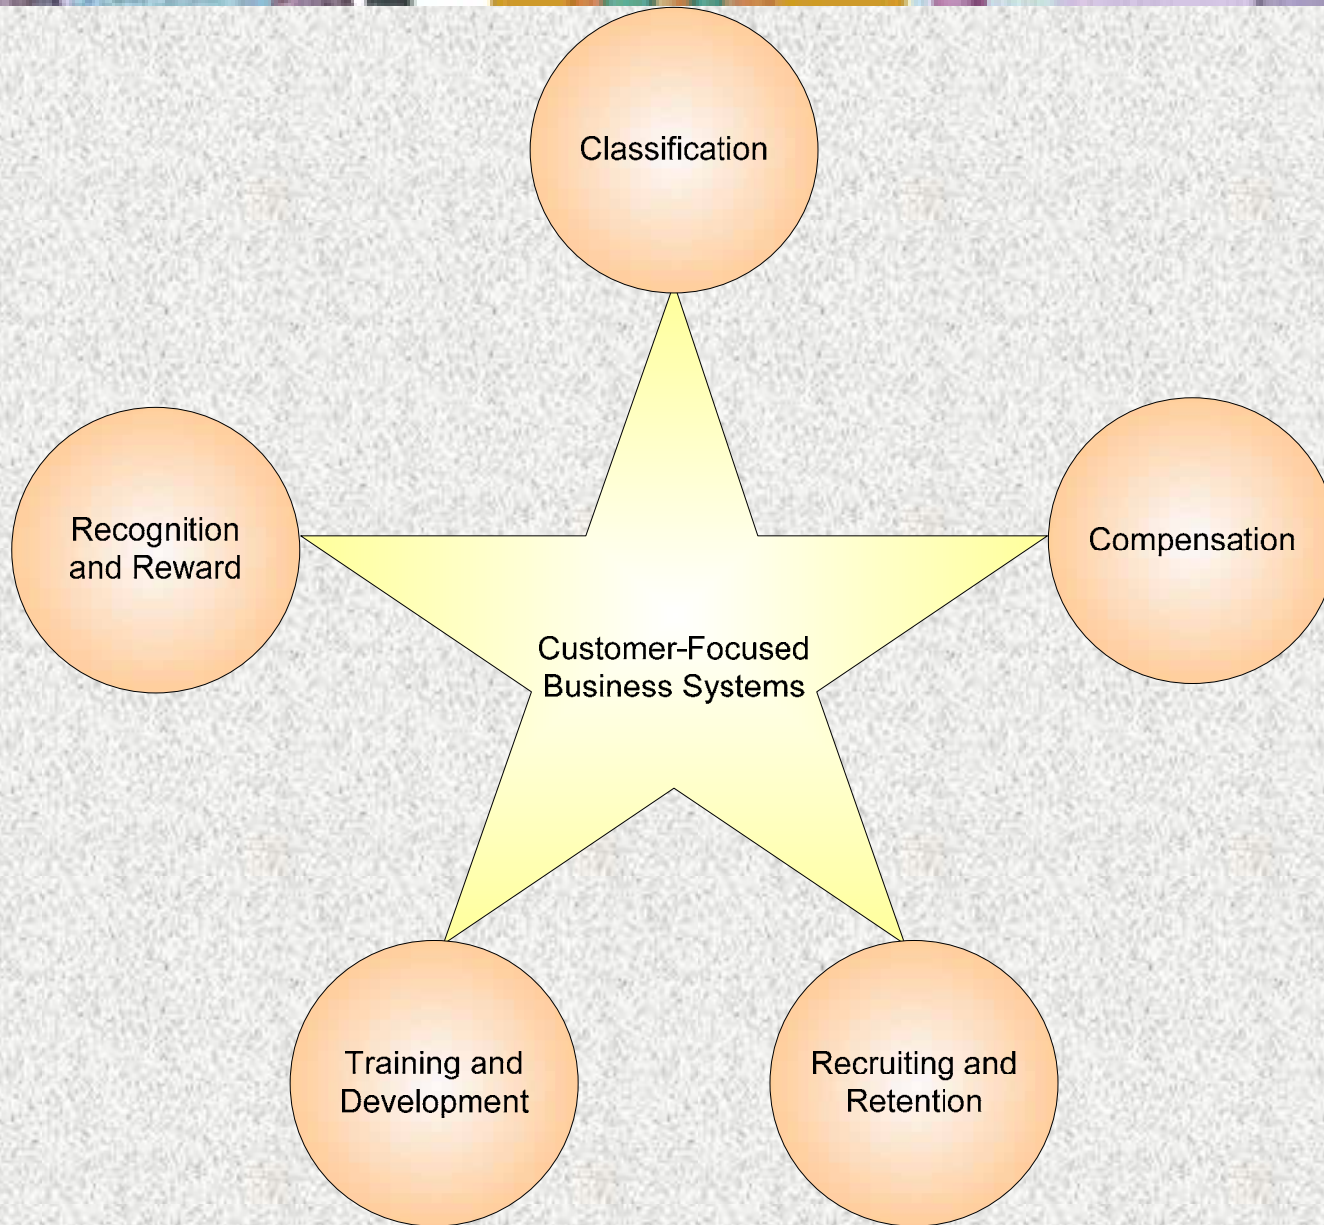 Classification
Recognition
and Reward
Compensation
Customer-Focused
Business Systems
Training and
Development
Recruiting and
Retention